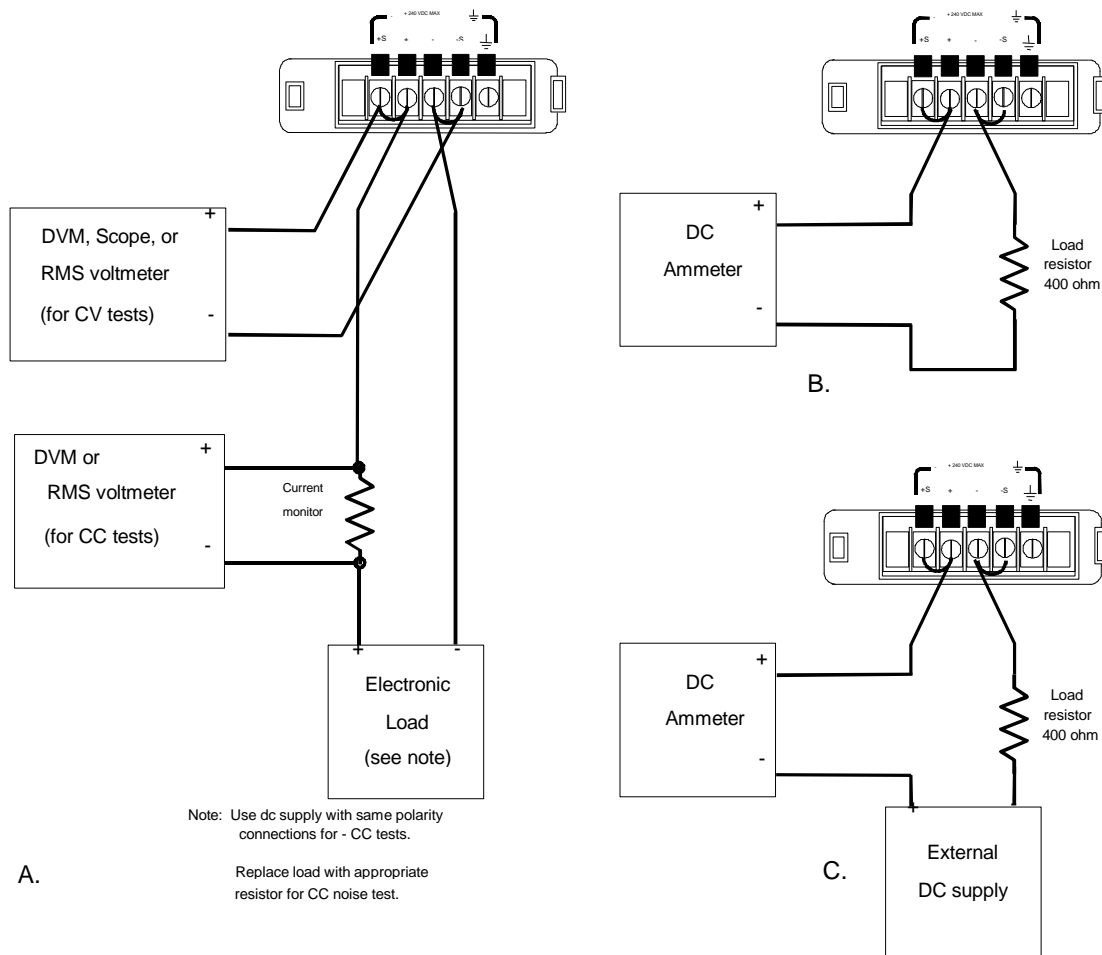 - + 240 VDC MAX
+S + - -S
+
DVM, Scope, or
RMS voltmeter
(for CV tests)
-
+
DVM or
RMS voltmeter
(for CC tests)
-
Current
monitor
+ -
Electronic
Load
(see note)
Note: Use dc supply with same polarity
connections for - CC tests.
Replace load with appropriate
resistor for CC noise test.
A.
- + 240 VDC MAX
+S + - -S
+
DC
Ammeter
-
Load
resistor
400 ohm
B.
- + 240 VDC MAX
+S + - -S
+
DC
Ammeter
-
Load
resistor
400 ohm
+
External
DC supply
C.